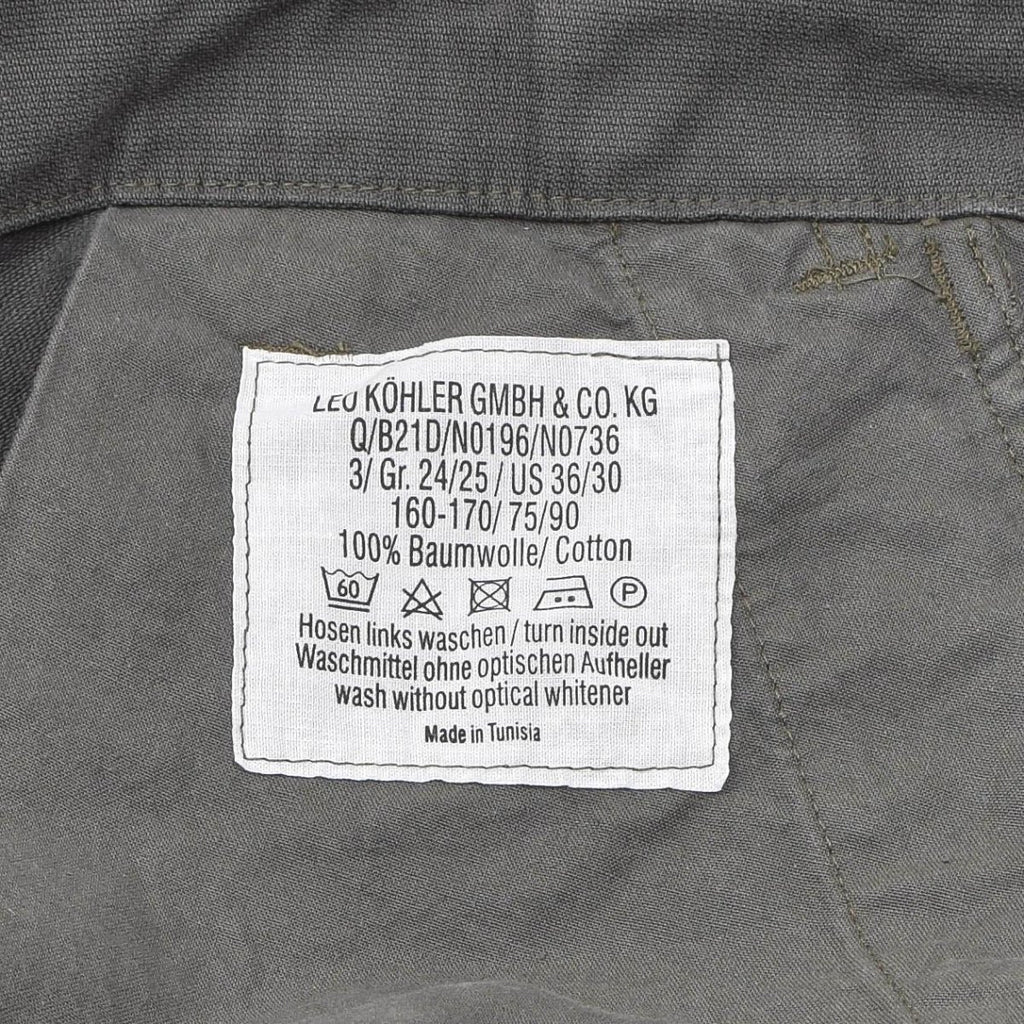 LEO KÖHLER GMBH & CO. KG
Q/B21D/N0196/N0736
3/ Gr. 24/25 / US 36/30
160-170/ 75/90
100% Baumwolle/ Cotton
60 P
Hosen links waschen / turn inside out
Waschmittel ohne optischen Aufheller
wash without optical whitener
Made in Tunisia